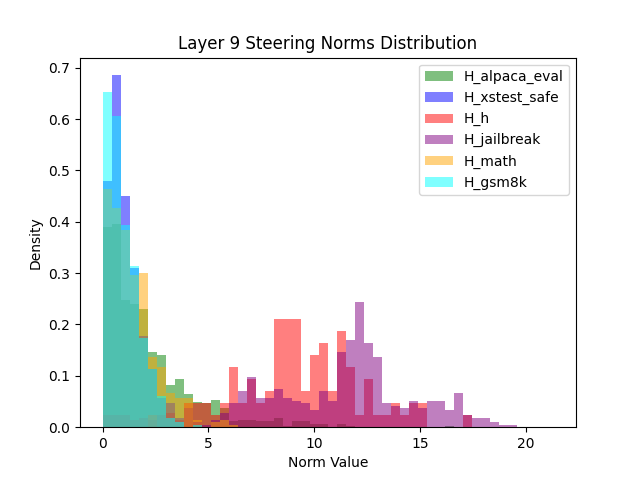 Layer 9 Steering Norms Distribution
H_alpaca_eval
H_xstest_safe
H_h
H_jailbreak
H_math
H_gsm8k
Density
0.7
0.6
0.5
0.4
0.3
0.2
0.1
0.0
0 5 10 15 20
Norm Value